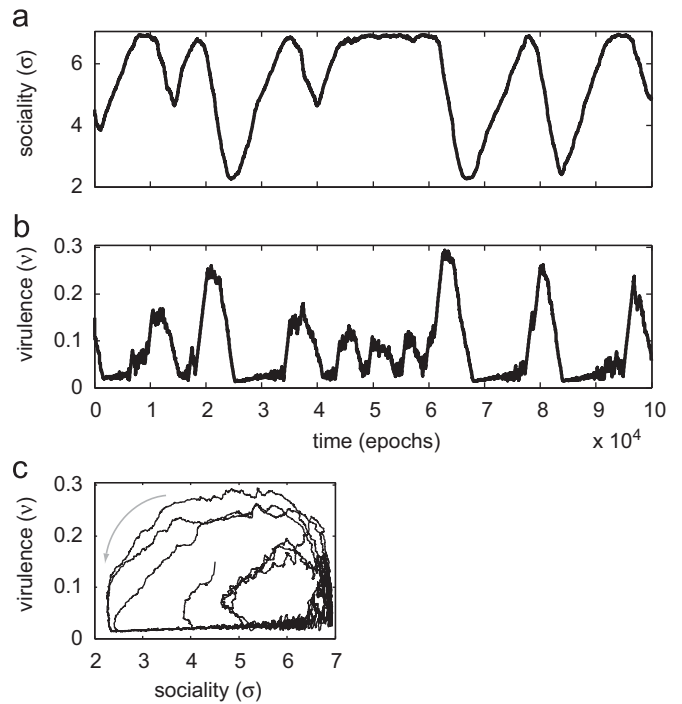 a
sociality (σ)
6
4
2
b
virulence (ν)
0.3
0.2
0.1
0
0 1 2 3 4 5 6 7 8 9 10
time (epochs)
x 10⁴
c
virulence (ν)
0.3
0.2
0.1
0
2 3 4 5 6 7
sociality (σ)